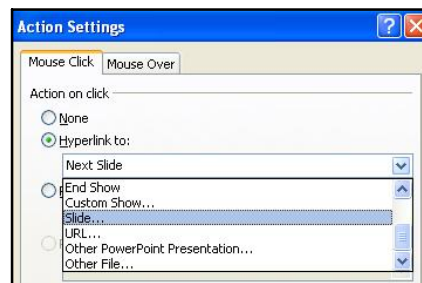 Action Settings
Mouse Click Mouse Over
Action on click
None
Hyperlink to:
Next Slide
End Show
Custom Show...
Slide...
URL...
Other PowerPoint Presentation...
Other File...